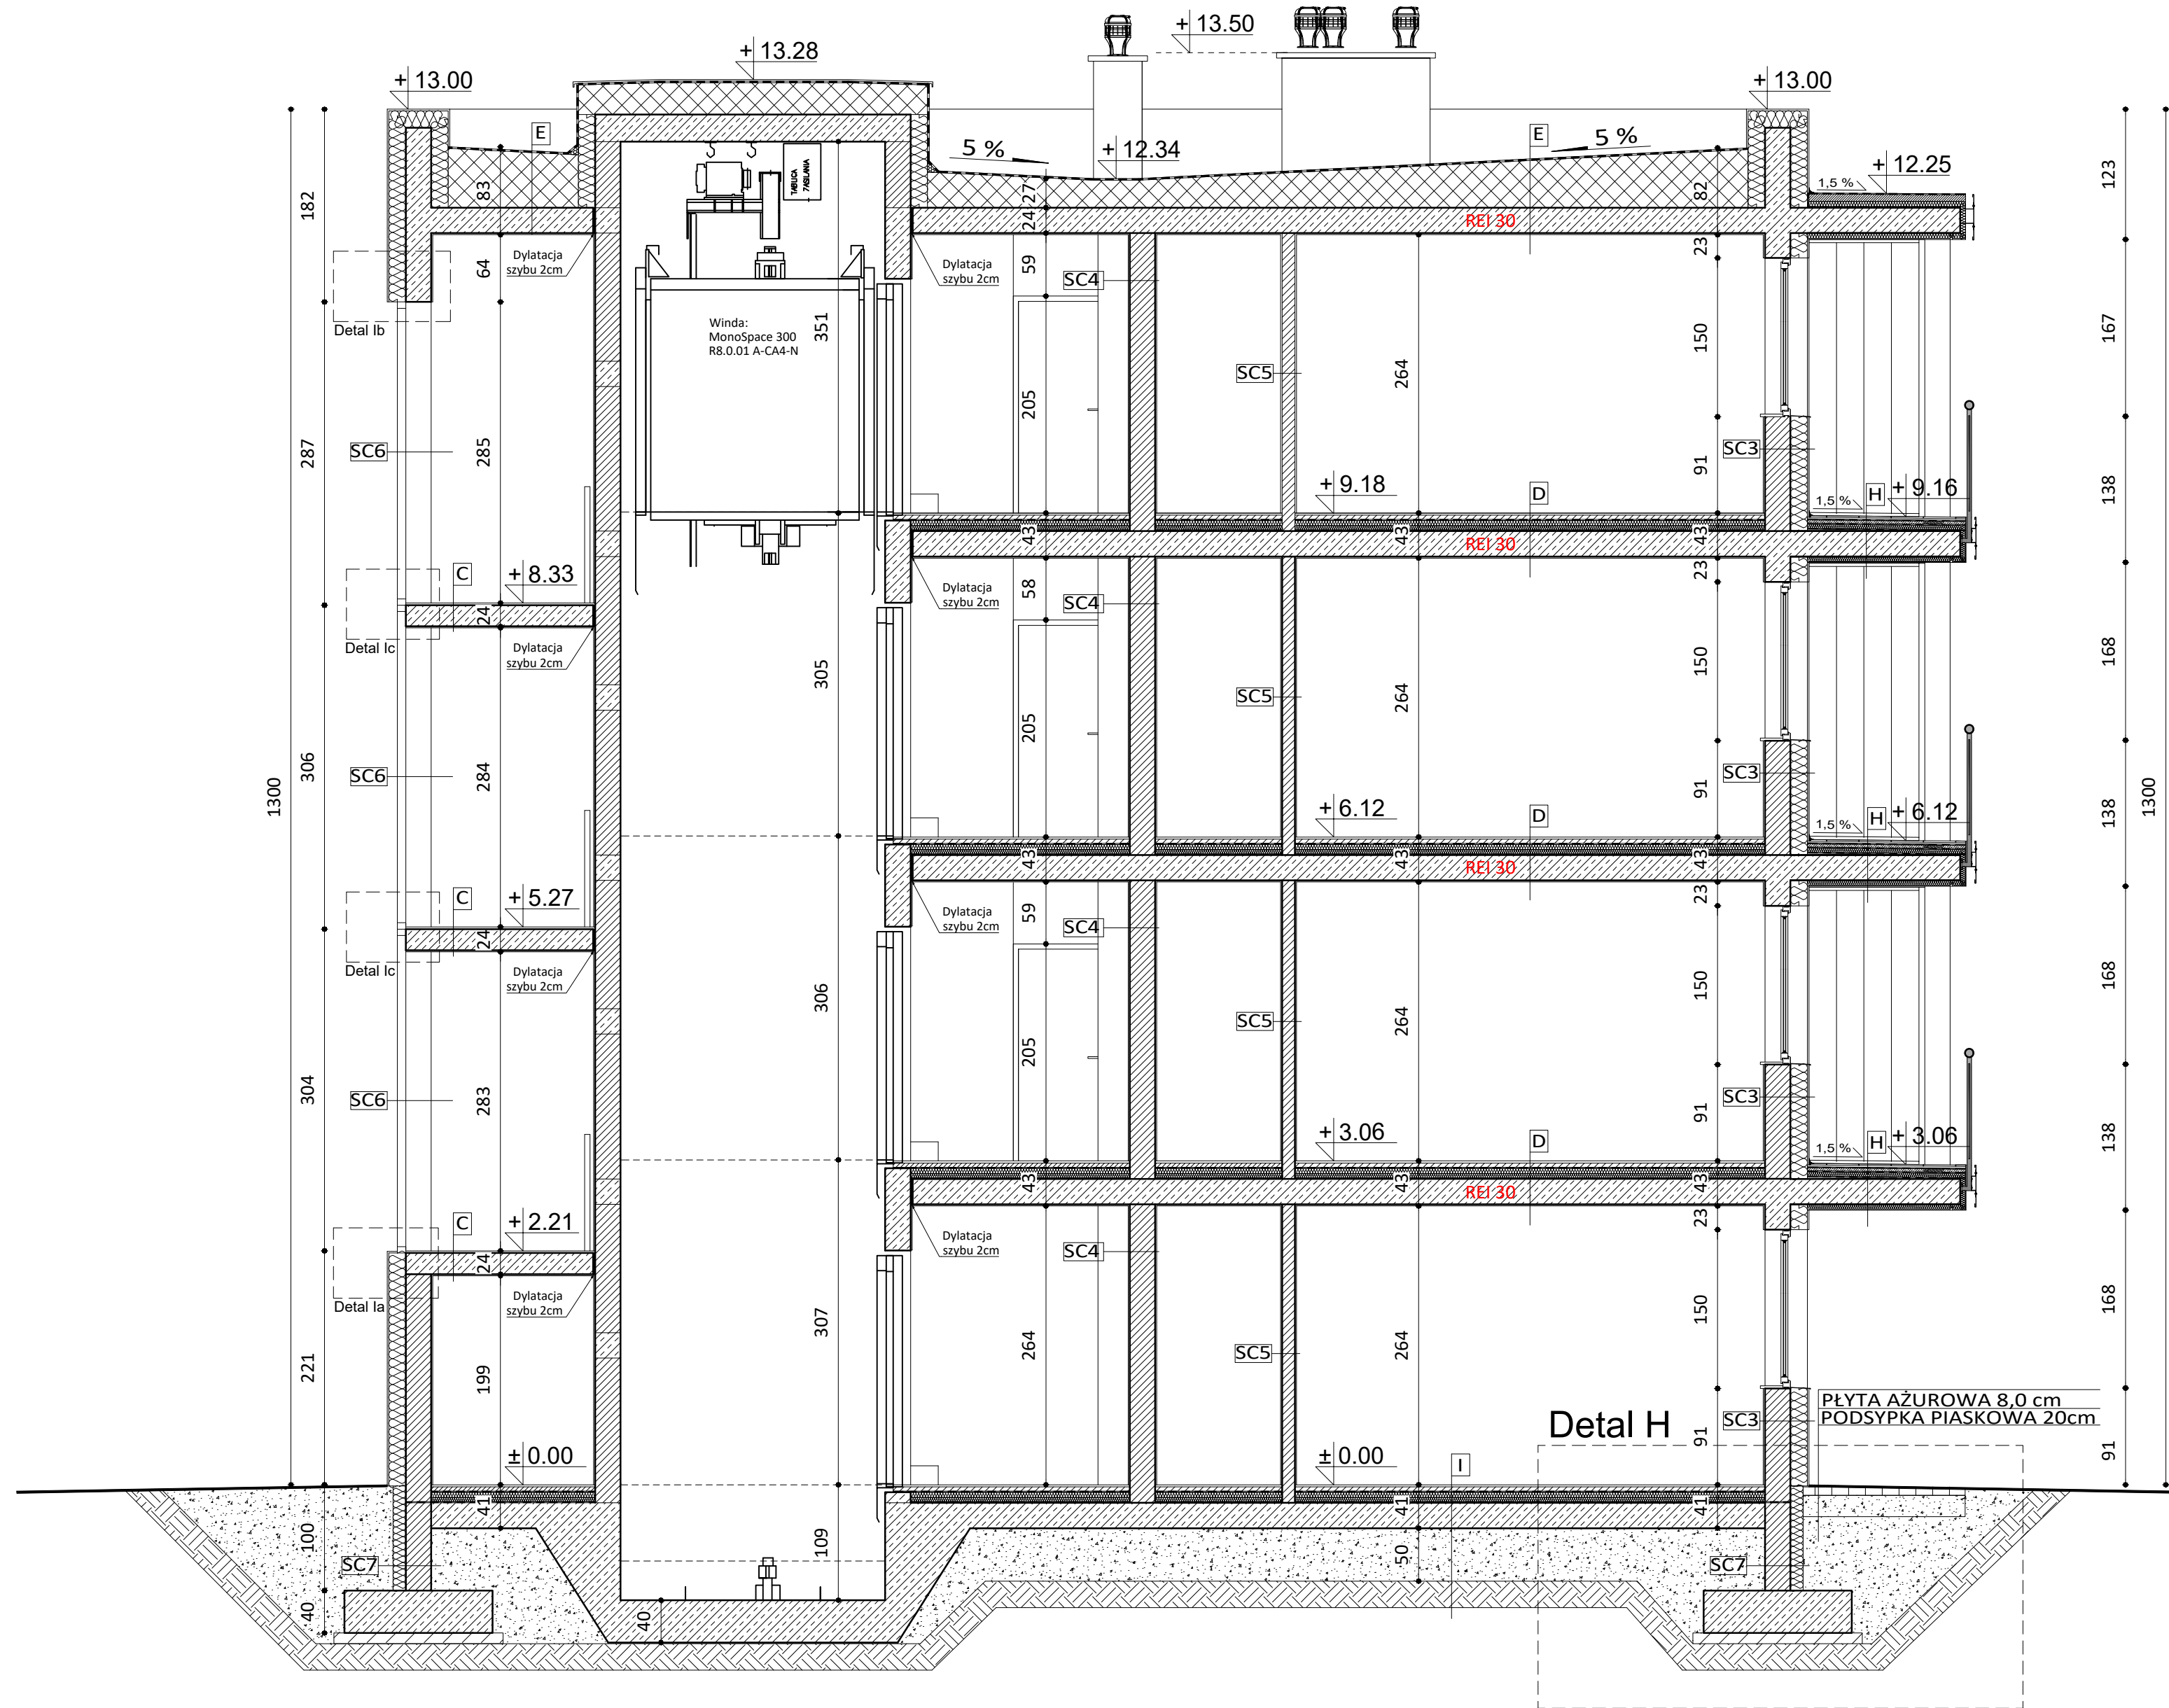 + 13.50
+ 13.28
+ 13.00
+ 13.00
E
E
5 %
5 %
+ 12.34
+ 12.25
1,5 %
TABLICA
182
83
27
24
82
123
REI 30
23
64
59
Dylatacja
szybu 2cm
Dylatacja
szybu 2cm
SC4
Detal Ib
Winda:
MonoSpace 300
R8.0.01 A-CA4-N
351
150
167
SC5
264
205
287
SC6
285
SC3
91
+ 9.18
D
1,5 %
H
+ 9.16
138
43
43
REI 30
43
23
C
+ 8.33
Dylatacja
szybu 2cm
58
SC4
24
Detal Ic
Dylatacja
szybu 2cm
305
150
168
SC5
264
205
1300
306
SC6
284
SC3
91
+ 6.12
D
1,5 %
H
+ 6.12
138
1300
43
43
REI 30
43
23
C
+ 5.27
Dylatacja
szybu 2cm
59
SC4
24
Detal Ic
Dylatacja
szybu 2cm
306
150
168
SC5
264
205
304
SC6
283
SC3
91
+ 3.06
D
1,5 %
H
+ 3.06
138
43
43
REI 30
43
23
C
+ 2.21
Dylatacja
szybu 2cm
SC4
24
Detal Ia
Dylatacja
szybu 2cm
307
150
168
264
SC5
264
221
199
PŁYTA AŻUROWA 8,0 cm
PODSYPKA PIASKOWA 20cm
Detal H
SC3
91
91
± 0.00
± 0.00
I
41
41
41
100
109
50
SC7
SC7
40
40